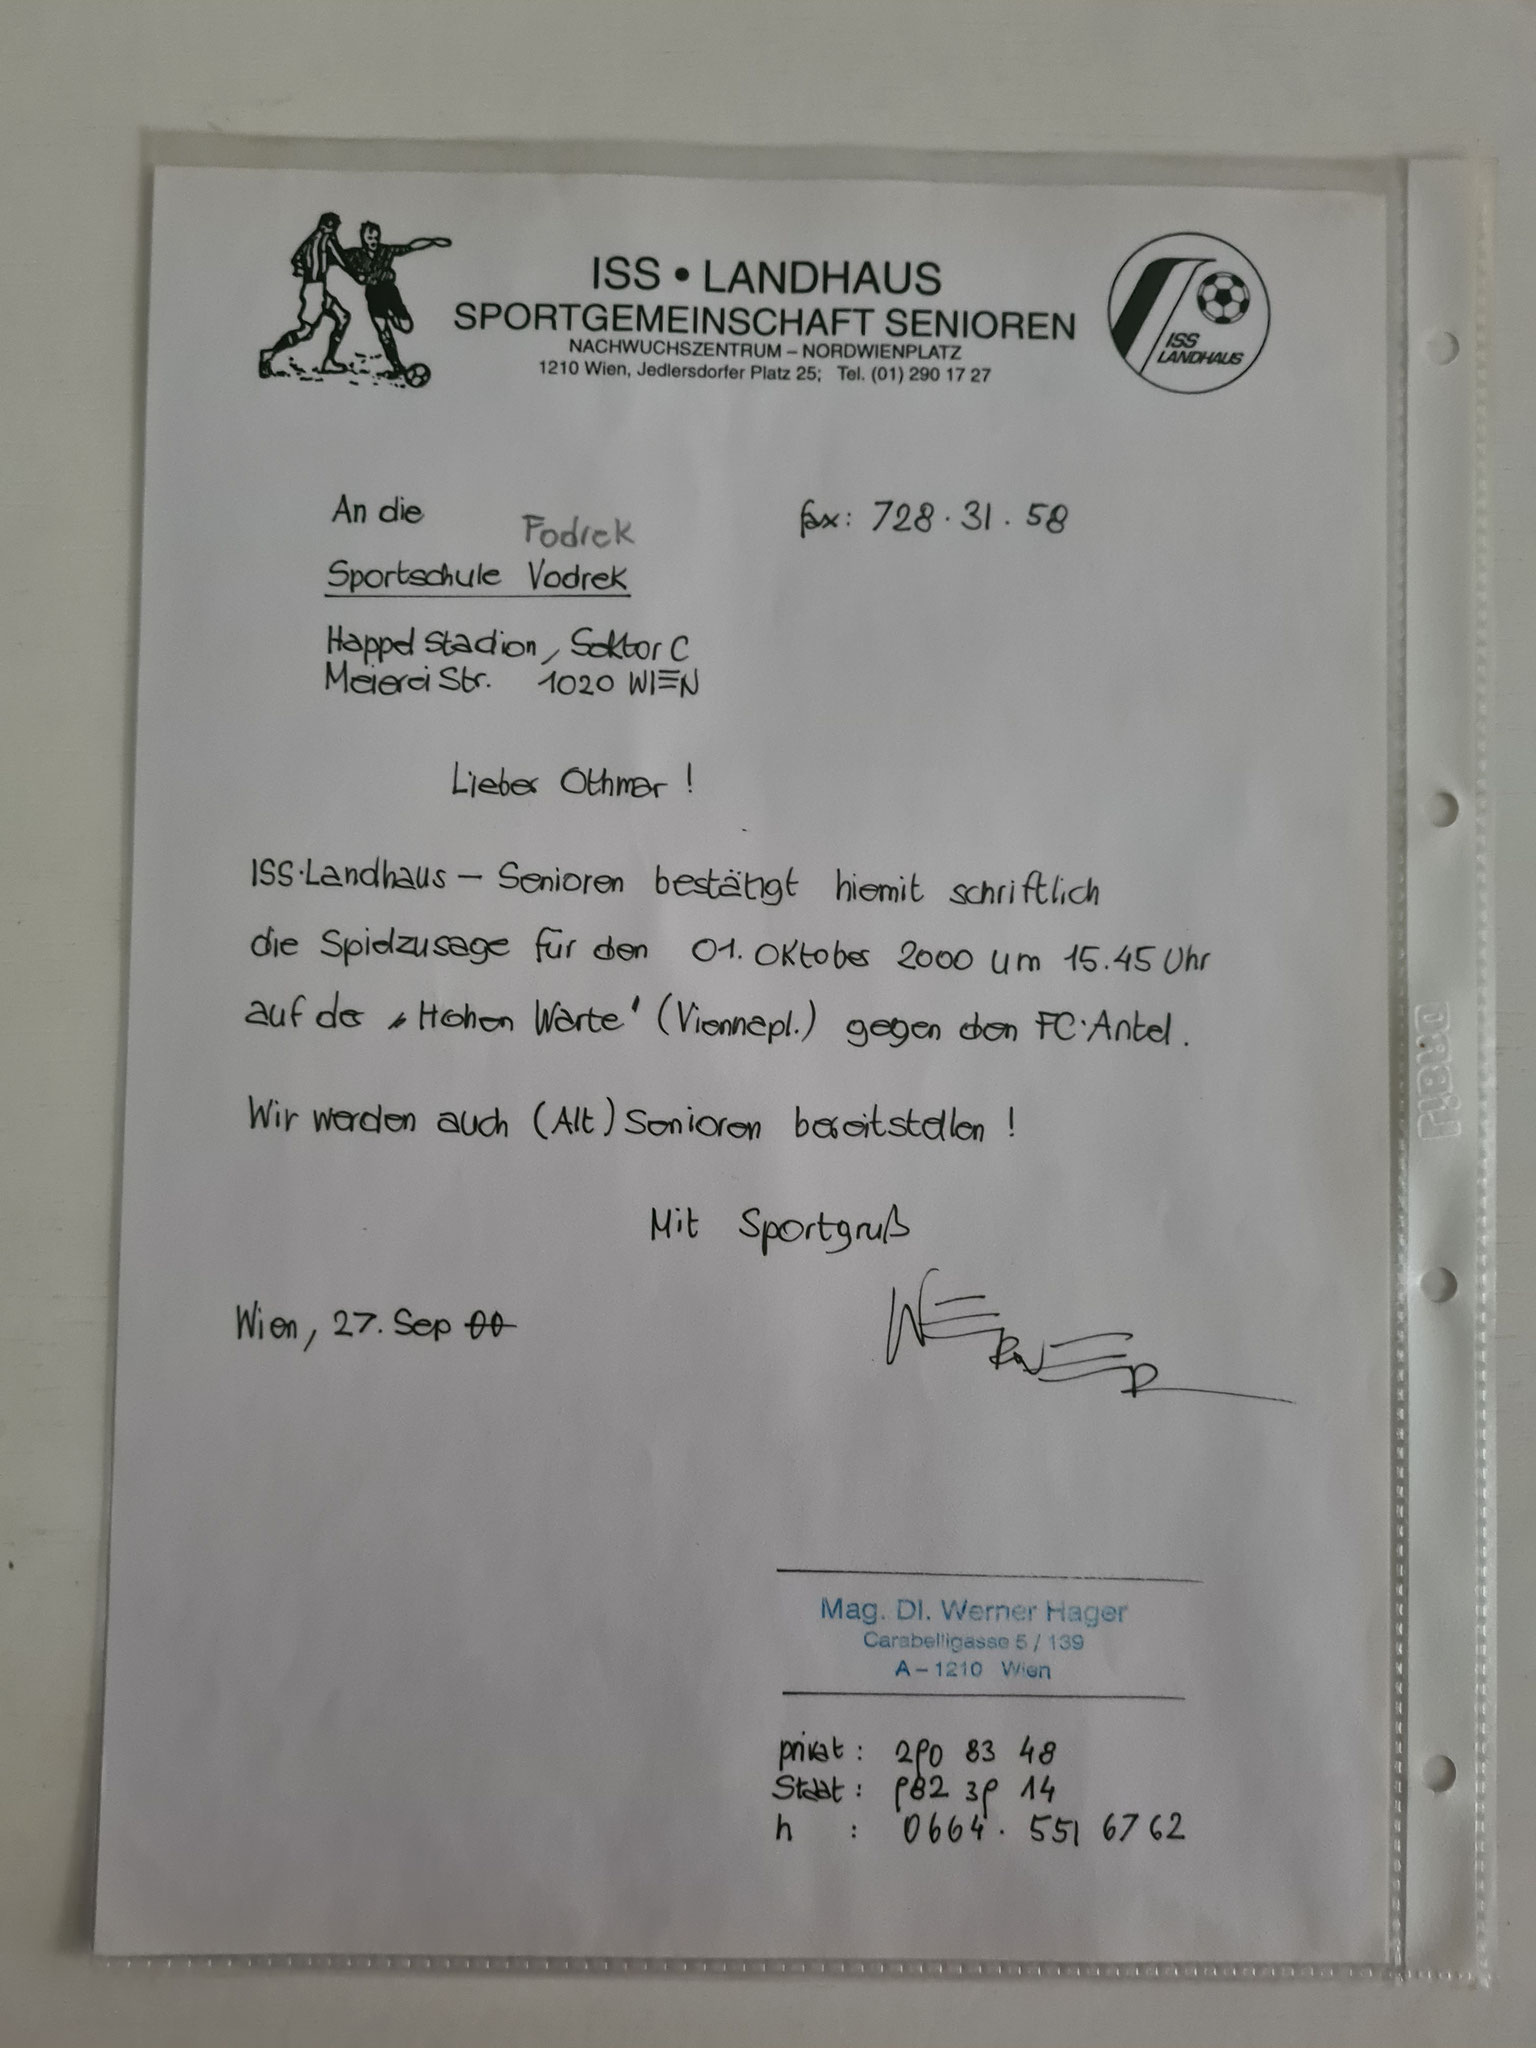 ISS • LANDHAUS
SPORTGEMEINSCHAFT SENIOREN
NACHWUCHSZENTRUM – NORDWIENPLATZ
1210 Wien, Jedlersdorfer Platz 25; Tel. (01) 290 17 27
ISS
LANDHAUS
An die
fax: 728.31.58
Fodrek
Sportschule Vodrek
Happel Stadion, Sektor C
Meierei Str. 1020 WIEN
Lieber Othmar !
ISS·Landhaus – Senioren bestätigt hiemit schriftlich
die Spielzusage für den 01. Oktober 2000 um 15.45 Uhr
auf der „Hohen Warte" (Viennapl.) gegen den FC·Antel.
Wir werden auch (Alt) Senioren bereitstellen !
Mit Sportgruß
Wien, 27. Sep 00
WERNER
Mag. DI. Werner Hager
Carabelligasse 5 / 139
A – 1210 Wien
privat : 290 83 48
Staat : 982 39 14
h : 0664. 551 67 62